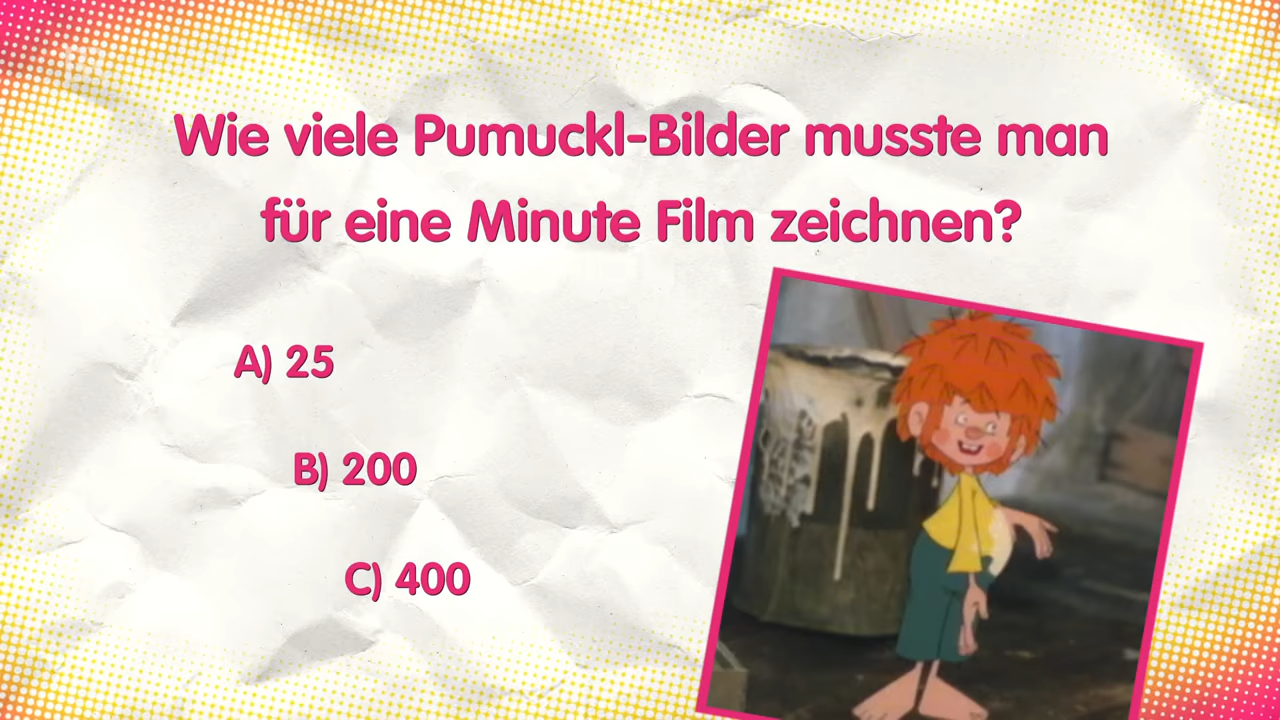 Wie viele Pumuckl-Bilder musste man
für eine Minute Film zeichnen?
A) 25
B) 200
C) 400